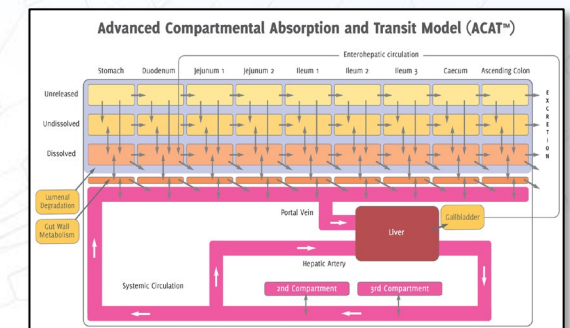 Advanced Compartmental Absorption and Transit Model (ACAT™)
Enterohepatic circulation
Stomach Duodenum Jejunum 1 Jejunum 2 Ileum 1 Ileum 2 Ileum 3 Caecum Ascending Colon
Unreleased
Undissolved
Dissolved
EXCRETION
Lumenal
Degradation
Gut Wall
Metabolism
Portal Vein
Liver
Gallbladder
Hepatic Artery
Systemic Circulation
2nd Compartment
3rd Compartment